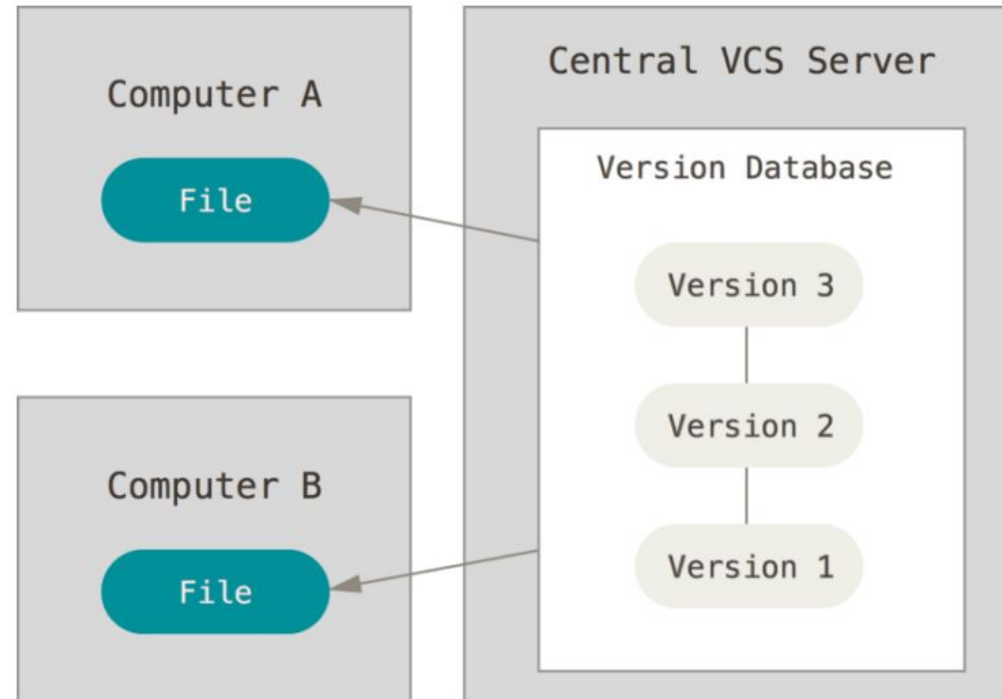 Computer A
File
Computer B
File
Central VCS Server
Version Database
Version 3
Version 2
Version 1